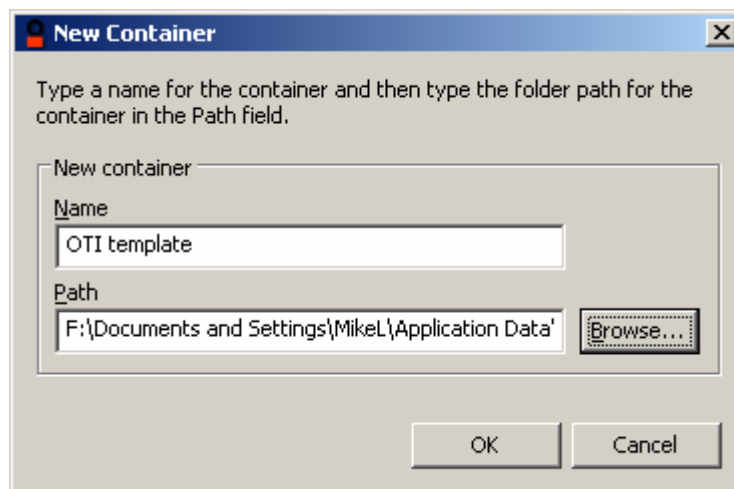 New Container
Type a name for the container and then type the folder path for the
container in the Path field.
New container
Name
OTI template
Path
F:\Documents and Settings\MikeL\Application Data'
Browse...
OK
Cancel